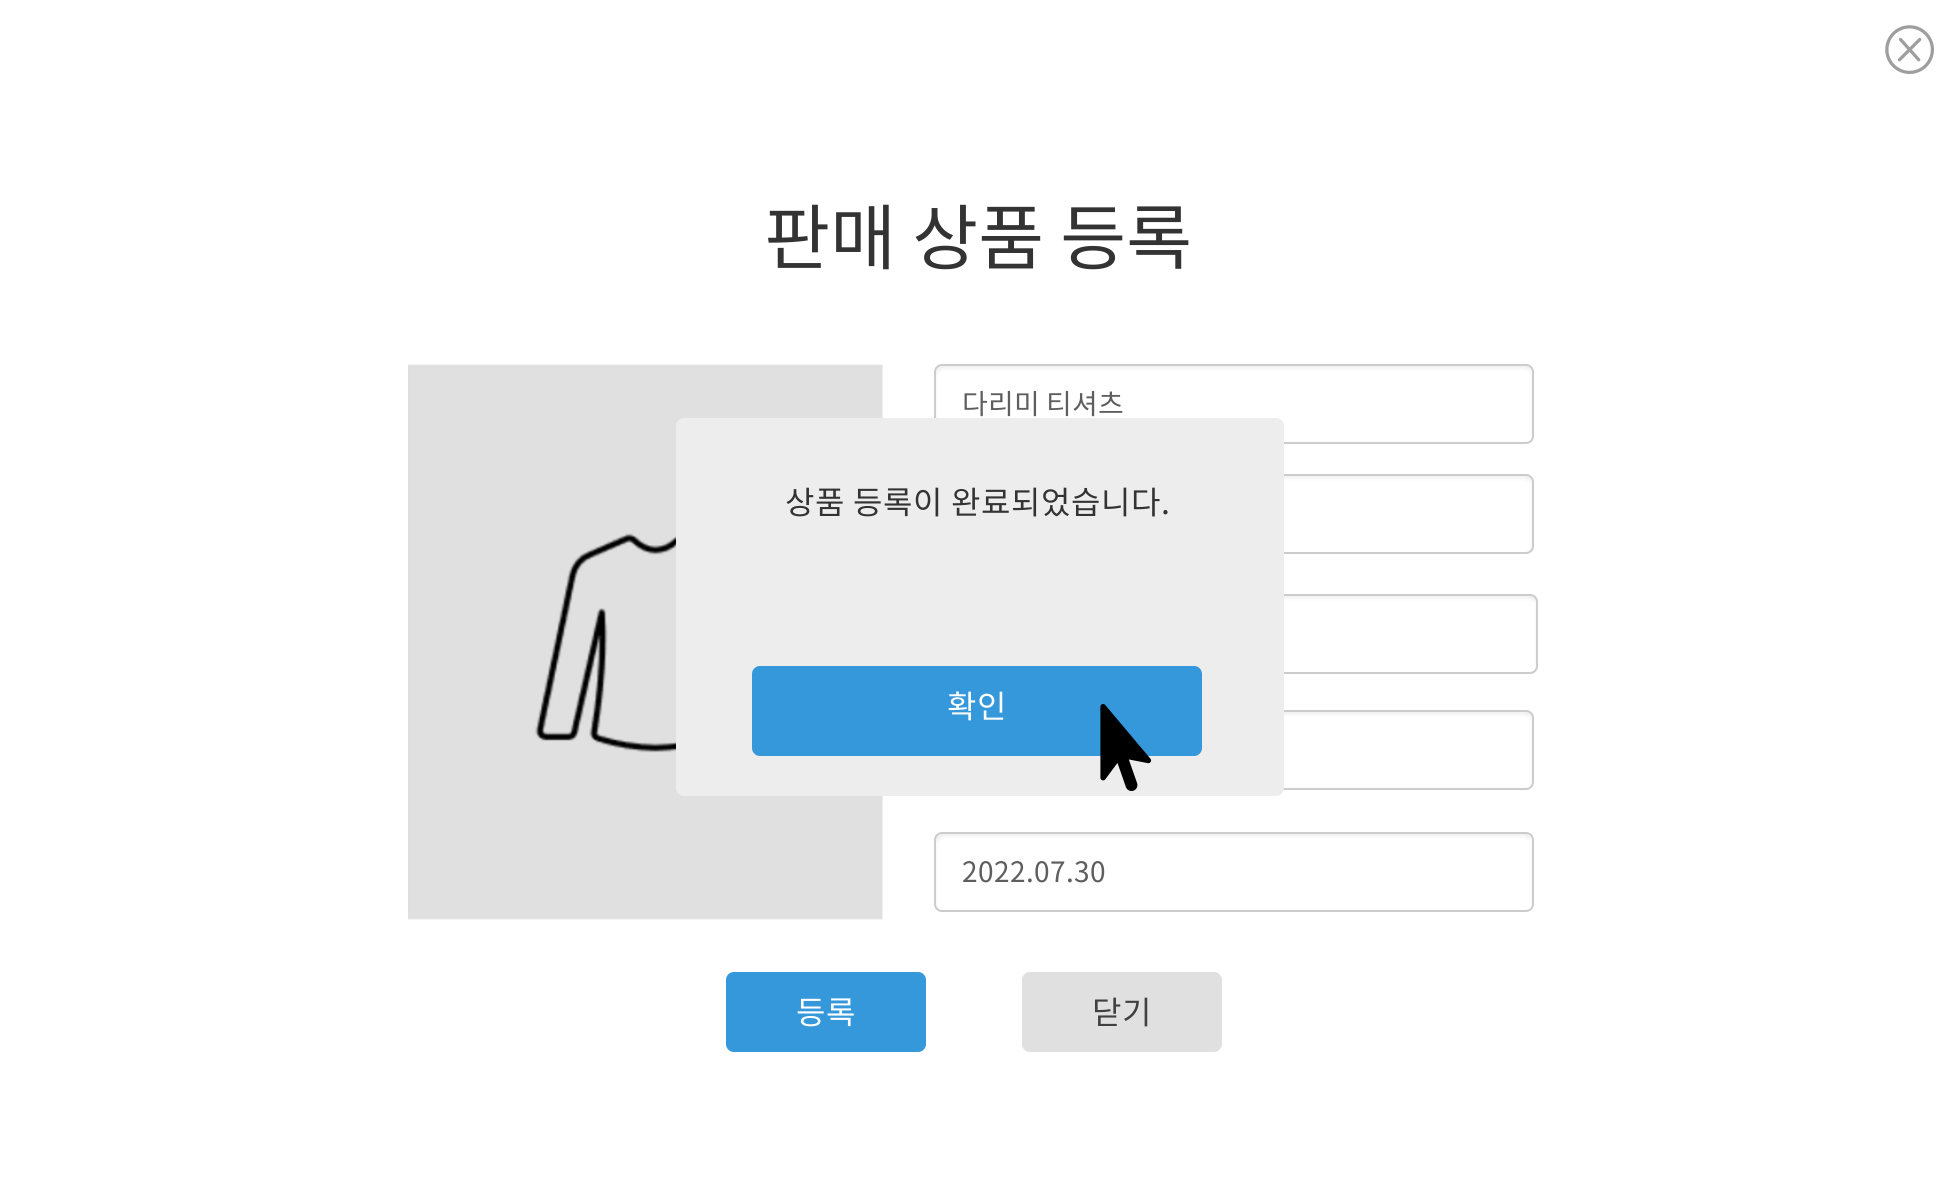 판매 상품 등록
다리미 티셔츠
상품 등록이 완료되었습니다.
확인
2022.07.30
등록
닫기